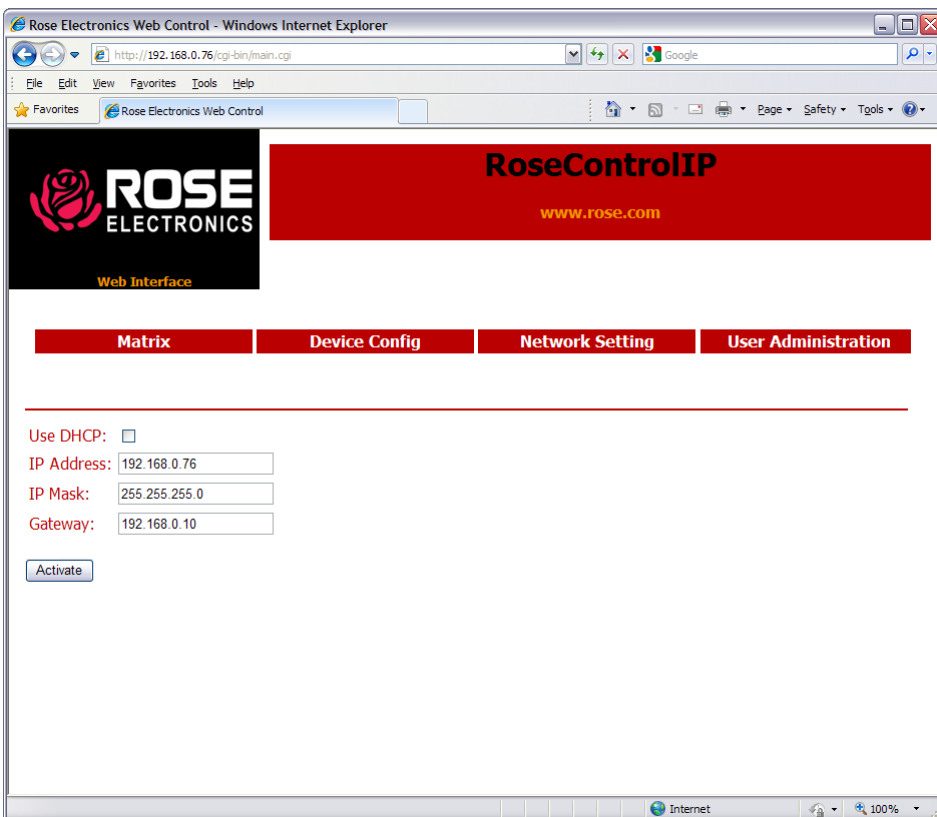 Rose Electronics Web Control - Windows Internet Explorer
http://192.168.0.76/cgi-bin/main.cgi
Google
File Edit View Favorites Tools Help
Favorites
Rose Electronics Web Control
Page Safety Tools
ROSE
ELECTRONICS
Web Interface
RoseControlIP
www.rose.com
Matrix
Device Config
Network Setting
User Administration
Use DHCP:
IP Address: 192.168.0.76
IP Mask: 255.255.255.0
Gateway: 192.168.0.10
Activate
Internet
100%